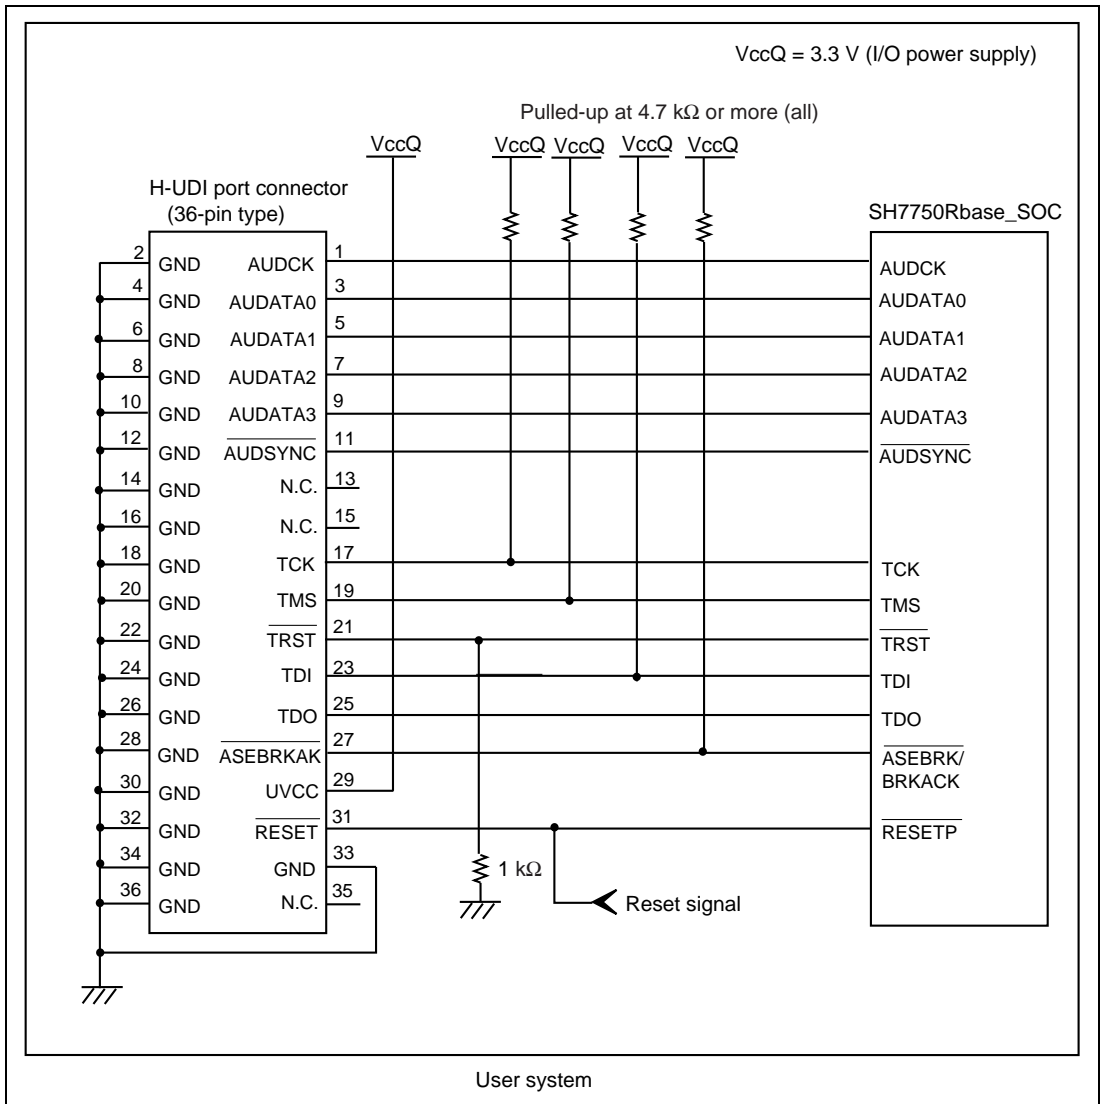 VccQ = 3.3 V (I/O power supply)
Pulled-up at 4.7 kΩ or more (all)
VccQ VccQ VccQ VccQ VccQ
H-UDI port connector
(36-pin type)
SH7750Rbase_SOC
2 GND AUDCK 1 AUDCK
4 GND AUDATA0 3 AUDATA0
6 GND AUDATA1 5 AUDATA1
8 GND AUDATA2 7 AUDATA2
10 GND AUDATA3 9 AUDATA3
12 GND AUDSYNC 11 AUDSYNC
14 GND N.C. 13
16 GND N.C. 15
18 GND TCK 17 TCK
20 GND TMS 19 TMS
22 GND TRST 21 TRST
24 GND TDI 23 TDI
26 GND TDO 25 TDO
28 GND ASEBRKAK 27 ASEBRK/
BRKACK
30 GND UVCC 29
32 GND RESET 31 RESETP
34 GND GND 33
1 kΩ
36 GND N.C. 35
Reset signal
User system